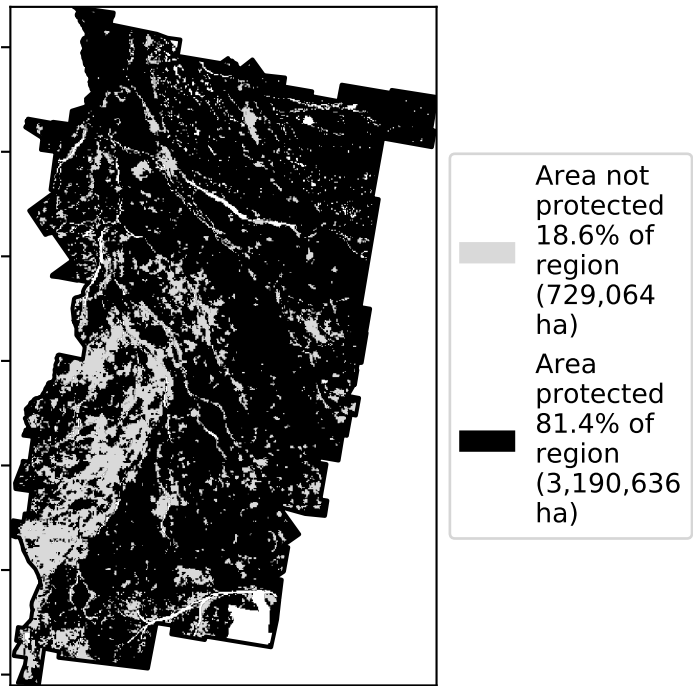 Area not
protected
18.6% of
region
(729,064
ha)
Area
protected
81.4% of
region
(3,190,636
ha)